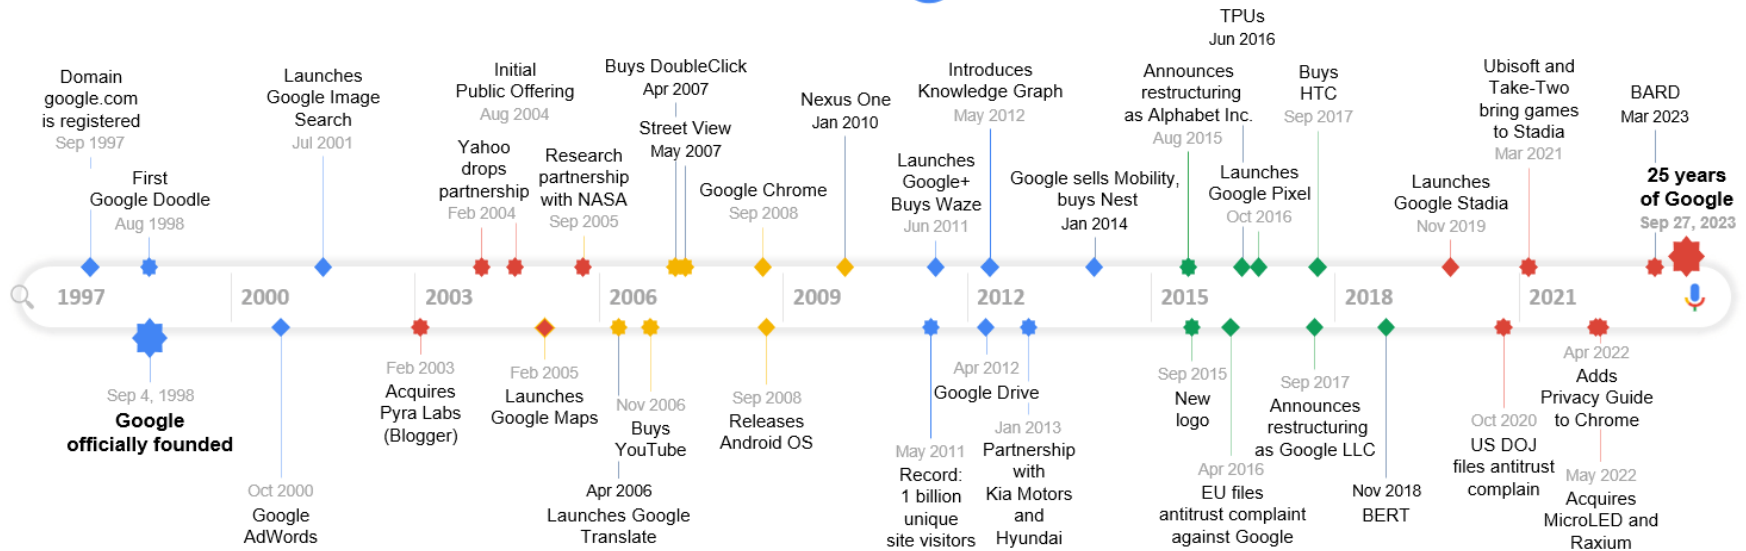 Domain
google.com
is registered
Sep 1997
First
Google Doodle
Aug 1998
Launches
Google Image
Search
Jul 2001
Initial
Public Offering
Aug 2004
Yahoo
drops
partnership
Feb 2004
Research
partnership
with NASA
Sep 2005
Buys DoubleClick
Apr 2007
Street View
May 2007
Google Chrome
Sep 2008
Nexus One
Jan 2010
Launches
Google+
Buys Waze
Jun 2011
Introduces
Knowledge Graph
May 2012
Google sells Mobility,
buys Nest
Jan 2014
Announces
restructuring
as Alphabet Inc.
Aug 2015
TPUs
Jun 2016
Launches
Google Pixel
Oct 2016
Buys
HTC
Sep 2017
Launches
Google Stadia
Nov 2019
Ubisoft and
Take-Two
bring games
to Stadia
Mar 2021
BARD
Mar 2023
25 years
of Google
Sep 27, 2023
1997
2000
2003
2006
2009
2012
2015
2018
2021
Sep 4, 1998
Google
officially founded
Oct 2000
Google
AdWords
Feb 2003
Acquires
Pyra Labs
(Blogger)
Feb 2005
Launches
Google Maps
Nov 2006
Buys
YouTube
Apr 2006
Launches Google
Translate
Sep 2008
Releases
Android OS
May 2011
Record:
1 billion
unique
site visitors
Apr 2012
Google Drive
Jan 2013
Partnership
with
Kia Motors
and
Hyundai
Sep 2015
New
logo
Apr 2016
EU files
antitrust complaint
against Google
Sep 2017
Announces
restructuring
as Google LLC
Nov 2018
BERT
Oct 2020
US DOJ
files antitrust
complain
Apr 2022
Adds
Privacy Guide
to Chrome
May 2022
Acquires
MicroLED and
Raxium